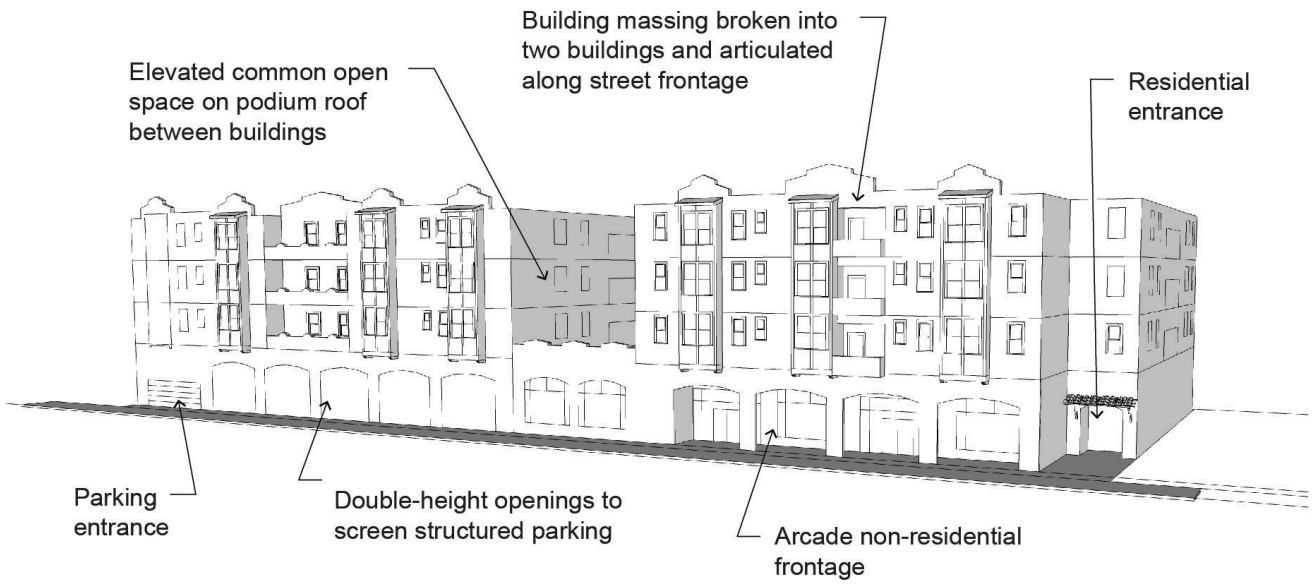 Building massing broken into
two buildings and articulated
along street frontage
Elevated common open
space on podium roof
between buildings
Residential
entrance
Parking
entrance
Double-height openings to
screen structured parking
Arcade non-residential
frontage